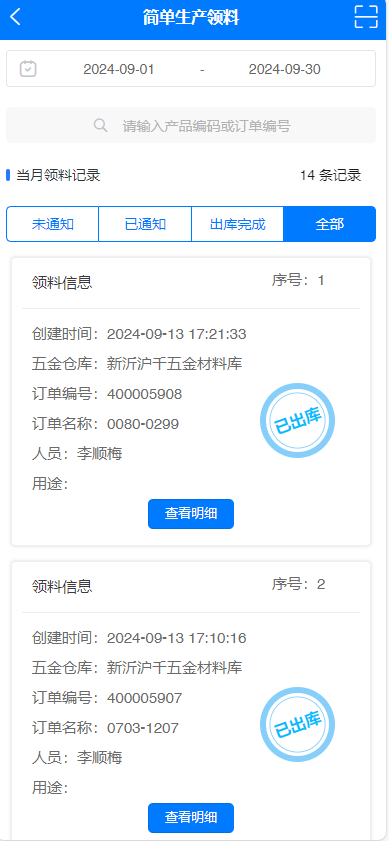 简单生产领料
2024-09-01 - 2024-09-30
请输入产品编码或订单编号
当月领料记录 14 条记录
未通知 已通知 出库完成 全部
领料信息 序号：1
创建时间：2024-09-13 17:21:33
五金仓库：新沂沪千五金材料库
订单编号：400005908
订单名称：0080-0299
已出库
人员：李顺梅
用途：
查看明细
领料信息 序号：2
创建时间：2024-09-13 17:10:16
五金仓库：新沂沪千五金材料库
订单编号：400005907
订单名称：0703-1207
已出库
人员：李顺梅
用途：
查看明细